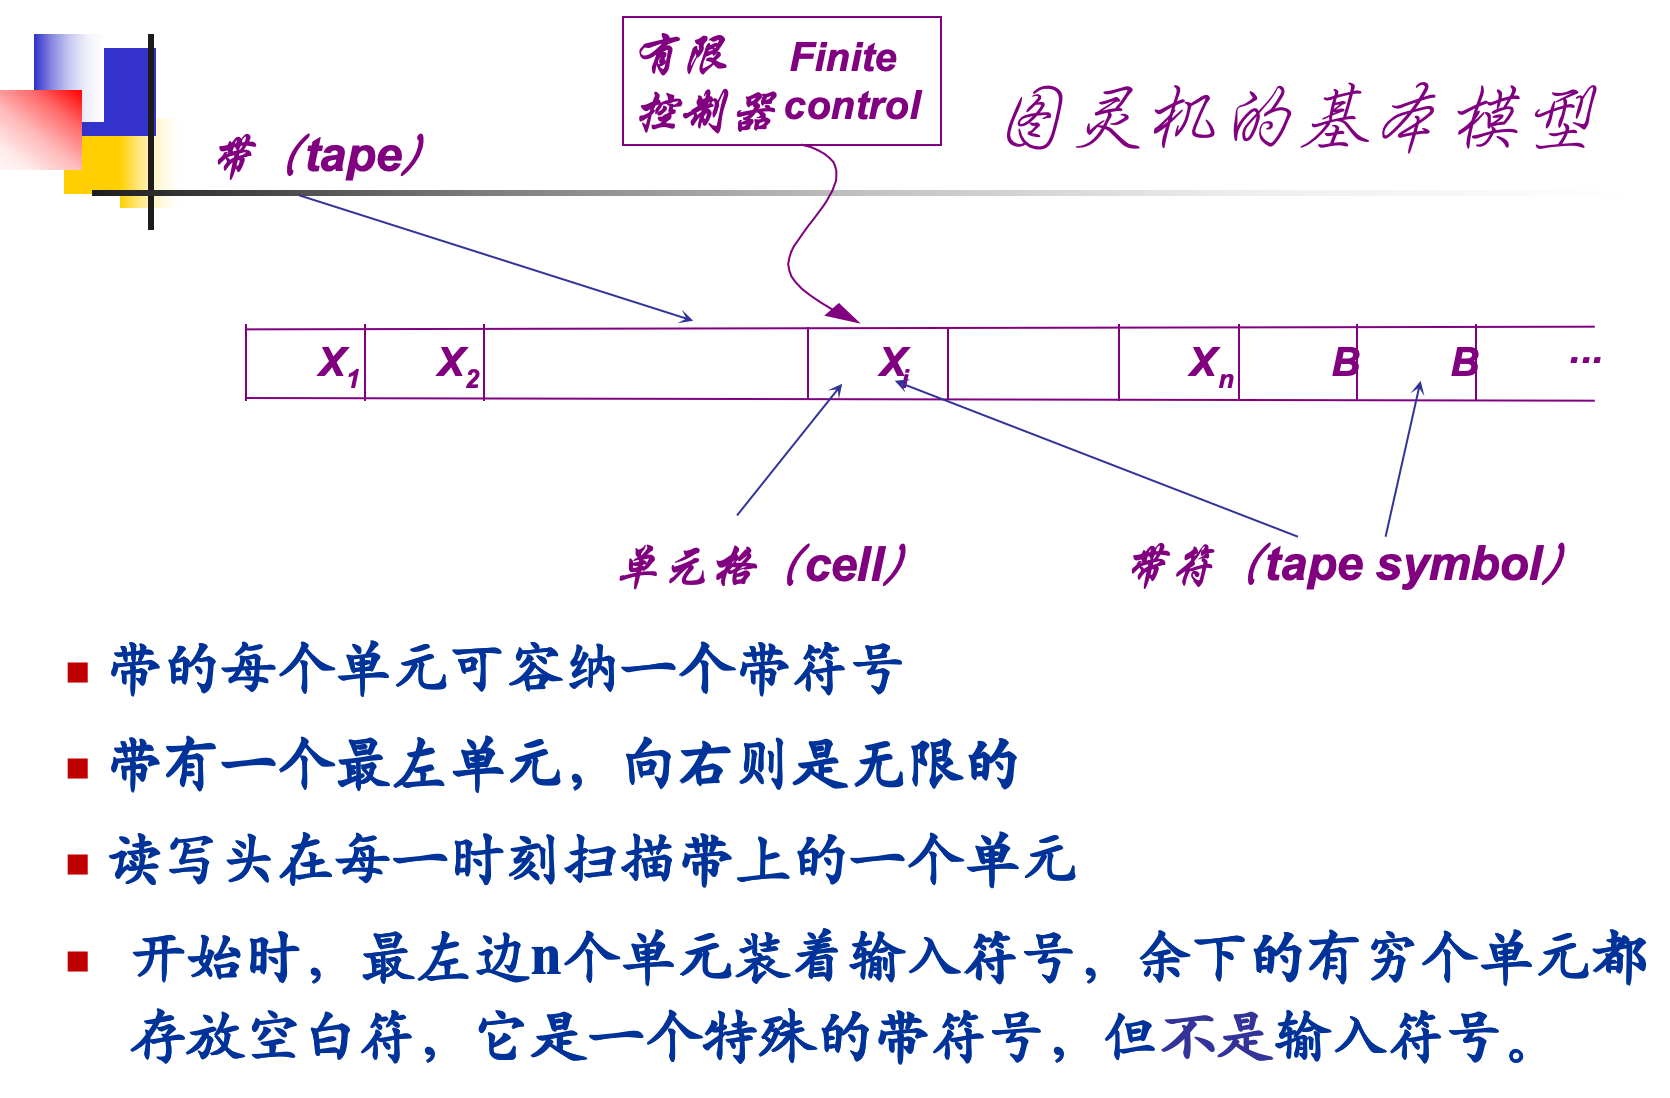 图灵机的基本模型
有限 Finite
控制器 control
带（tape）
X1 X2 Xi Xn B B ...
单元格（cell） 带符（tape symbol）
带的每个单元可容纳一个带符号
带有一个最左单元，向右则是无限的
读写头在每一时刻扫描带上的一个单元
开始时，最左边n个单元装着输入符号，余下的有穷个单元都
存放空白符，它是一个特殊的带符号，但不是输入符号。